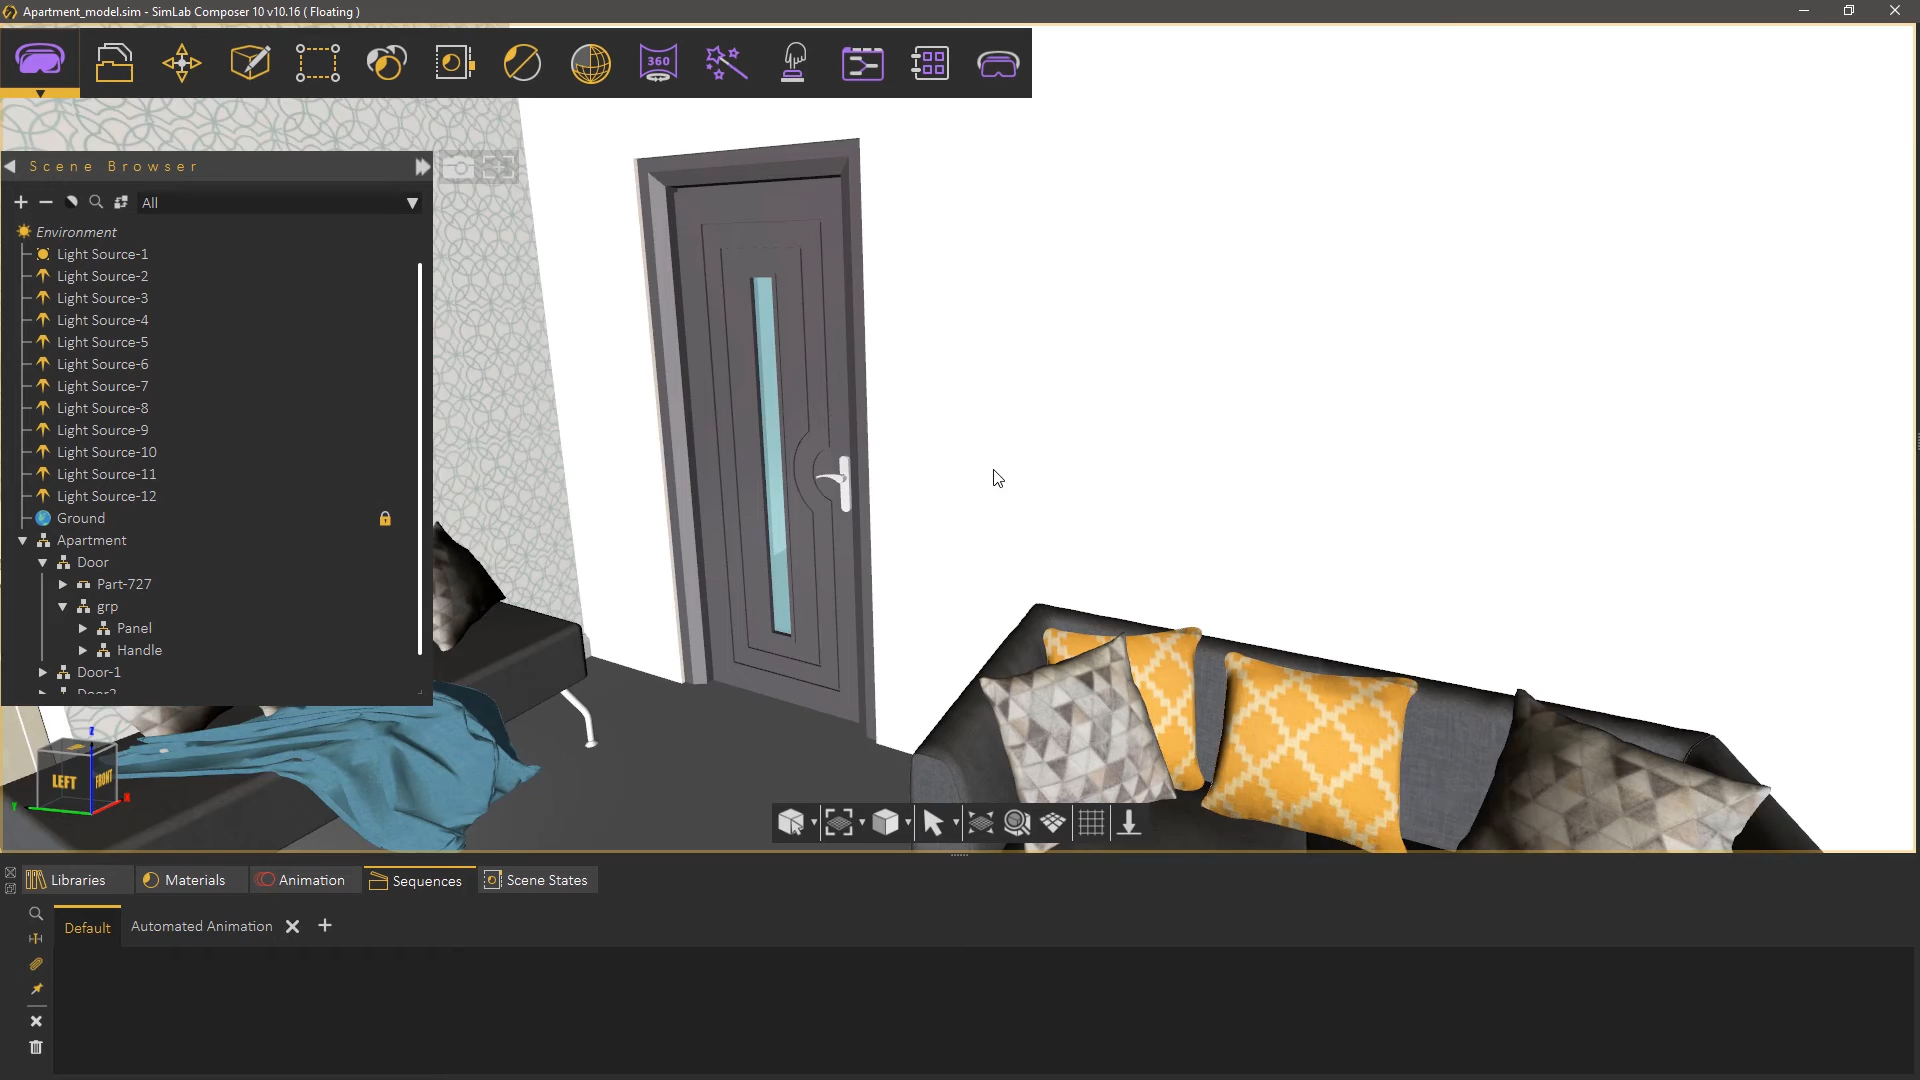 Apartment_model.sim - SimLab Composer 10 v10.16 ( Floating )
360
Scene Browser
All
Environment
Light Source-1
Light Source-2
Light Source-3
Light Source-4
Light Source-5
Light Source-6
Light Source-7
Light Source-8
Light Source-9
Light Source-10
Light Source-11
Light Source-12
Ground
Apartment
Door
Part-727
grp
Panel
Handle
Door-1
Door2
Z
LEFT
FRONT
Y
X
Libraries
Materials
Animation
Sequences
Scene States
Default
Automated Animation